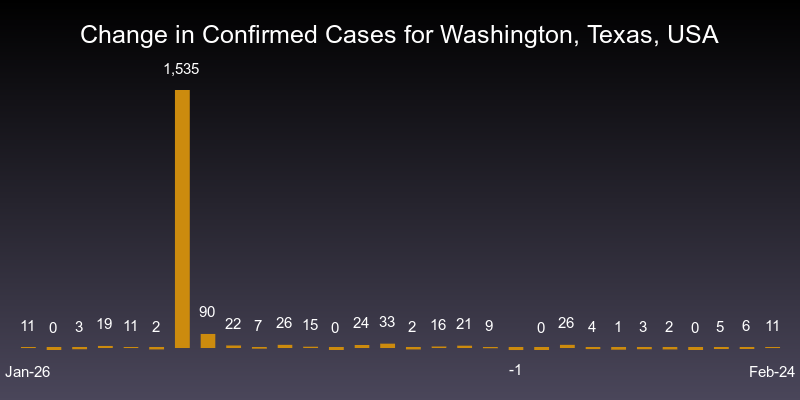 Change in Confirmed Cases for Washington, Texas, USA
1,535
90
11 0 3 19 11 2 22 7 26 15 0 24 33 2 16 21 9 0 26 4 1 3 2 0 5 6 11
-1
Jan-26 Feb-24